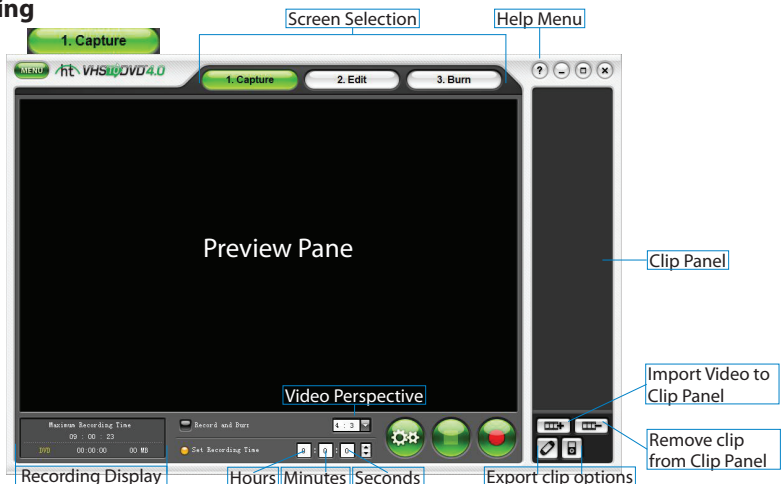 ing
Screen Selection
Help Menu
1. Capture
MENU
ht VHS to DVD 4.0
1. Capture
2. Edit
3. Burn
?
Preview Pane
Clip Panel
Import Video to
Clip Panel
Video Perspective
Maximum Recording Time
09 : 00 : 23
DVD 00:00:00 00 MB
Record and Burn
4 : 3
Set Recording Time
0 : 0 : 0
Remove clip
from Clip Panel
Recording Display
Hours
Minutes
Seconds
Export clip options